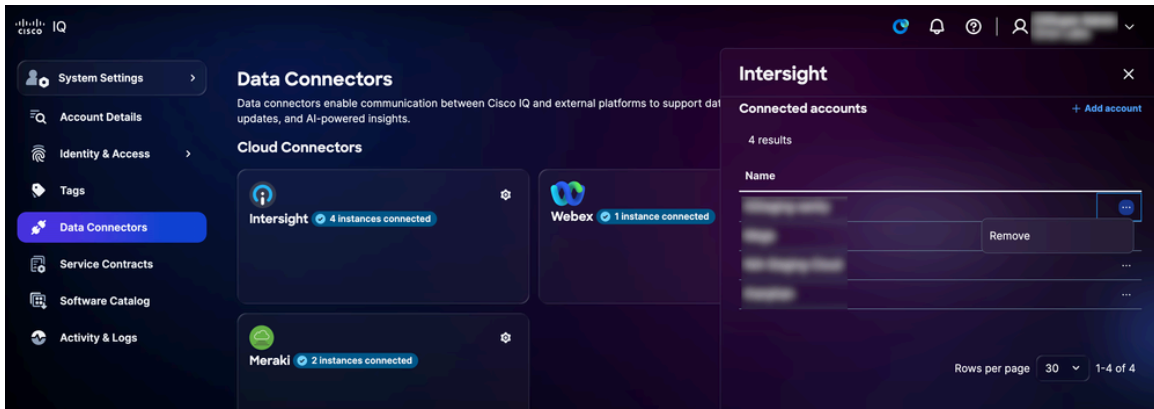 cisco IQ
System Settings
Account Details
Identity & Access
Tags
Data Connectors
Service Contracts
Software Catalog
Activity & Logs
Data Connectors
Data connectors enable communication between Cisco IQ and external platforms to support dat
updates, and AI-powered insights.
Cloud Connectors
Intersight 4 instances connected
Webex 1 instance connected
Meraki 2 instances connected
Intersight
Connected accounts + Add account
4 results
Name
Remove
Rows per page 30 1-4 of 4